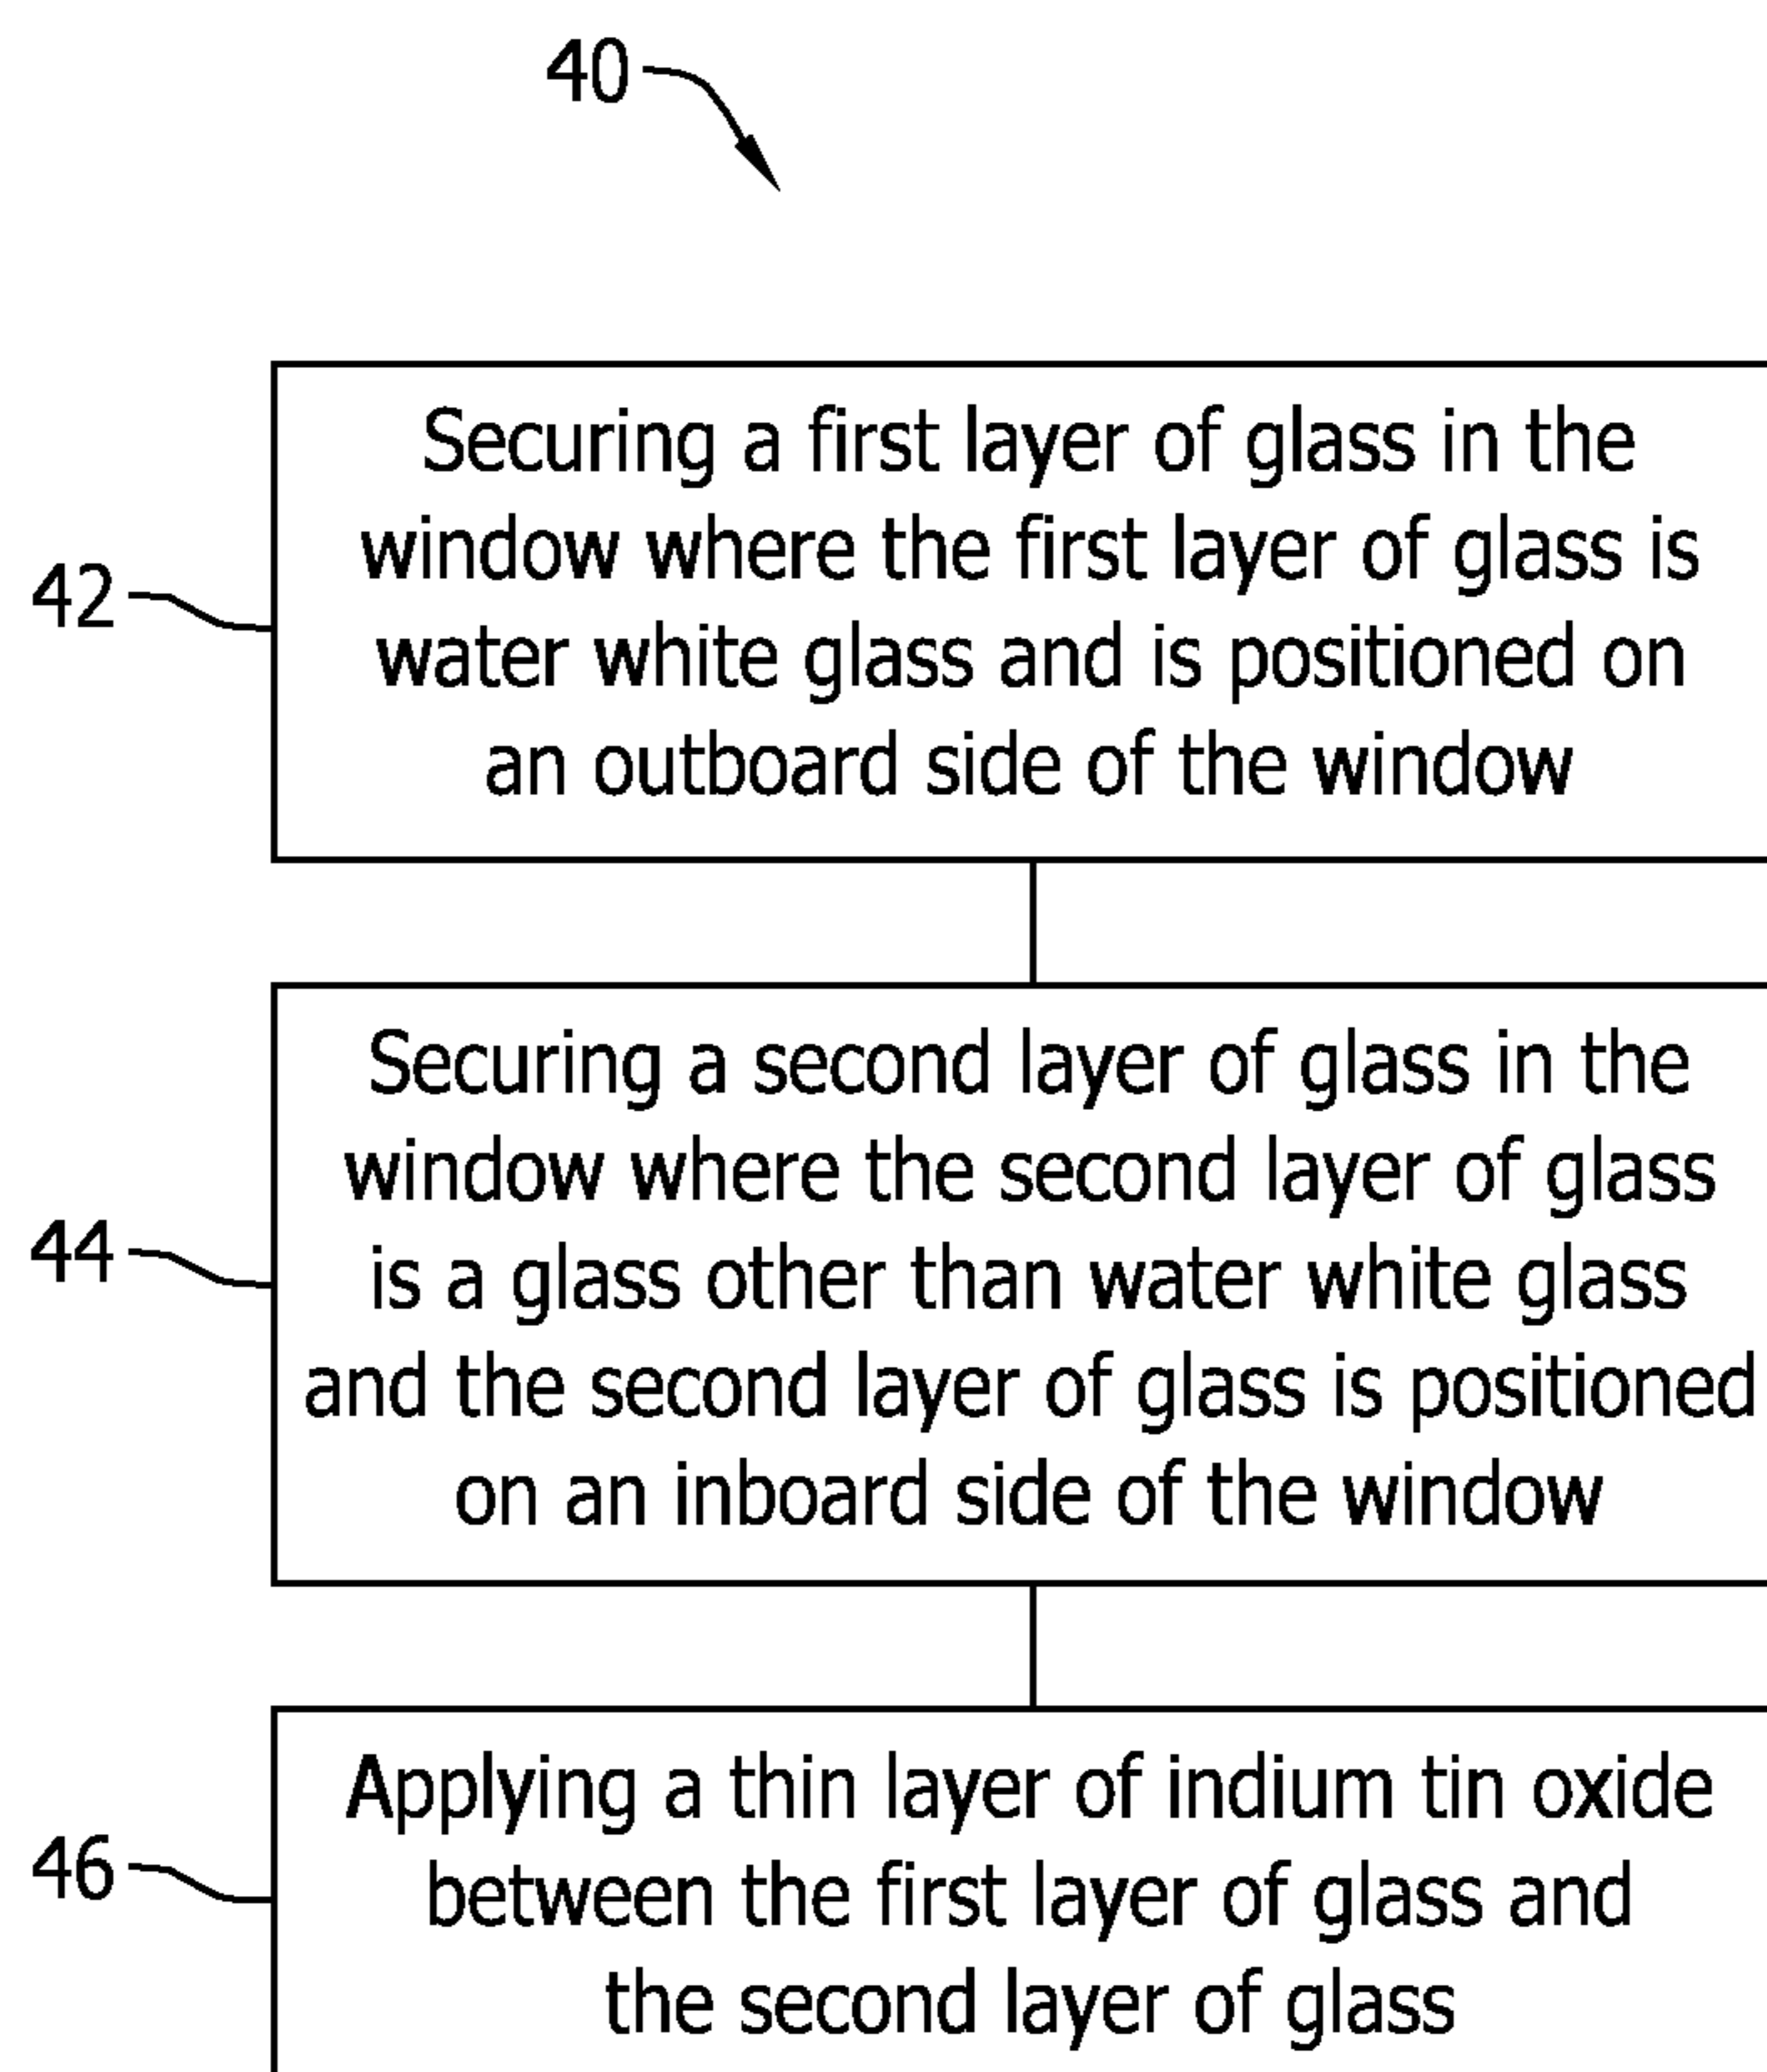 40
42
Securing a first layer of glass in the
window where the first layer of glass is
water white glass and is positioned on
an outboard side of the window
44
Securing a second layer of glass in the
window where the second layer of glass
is a glass other than water white glass
and the second layer of glass is positioned
on an inboard side of the window
46
Applying a thin layer of indium tin oxide
between the first layer of glass and
the second layer of glass